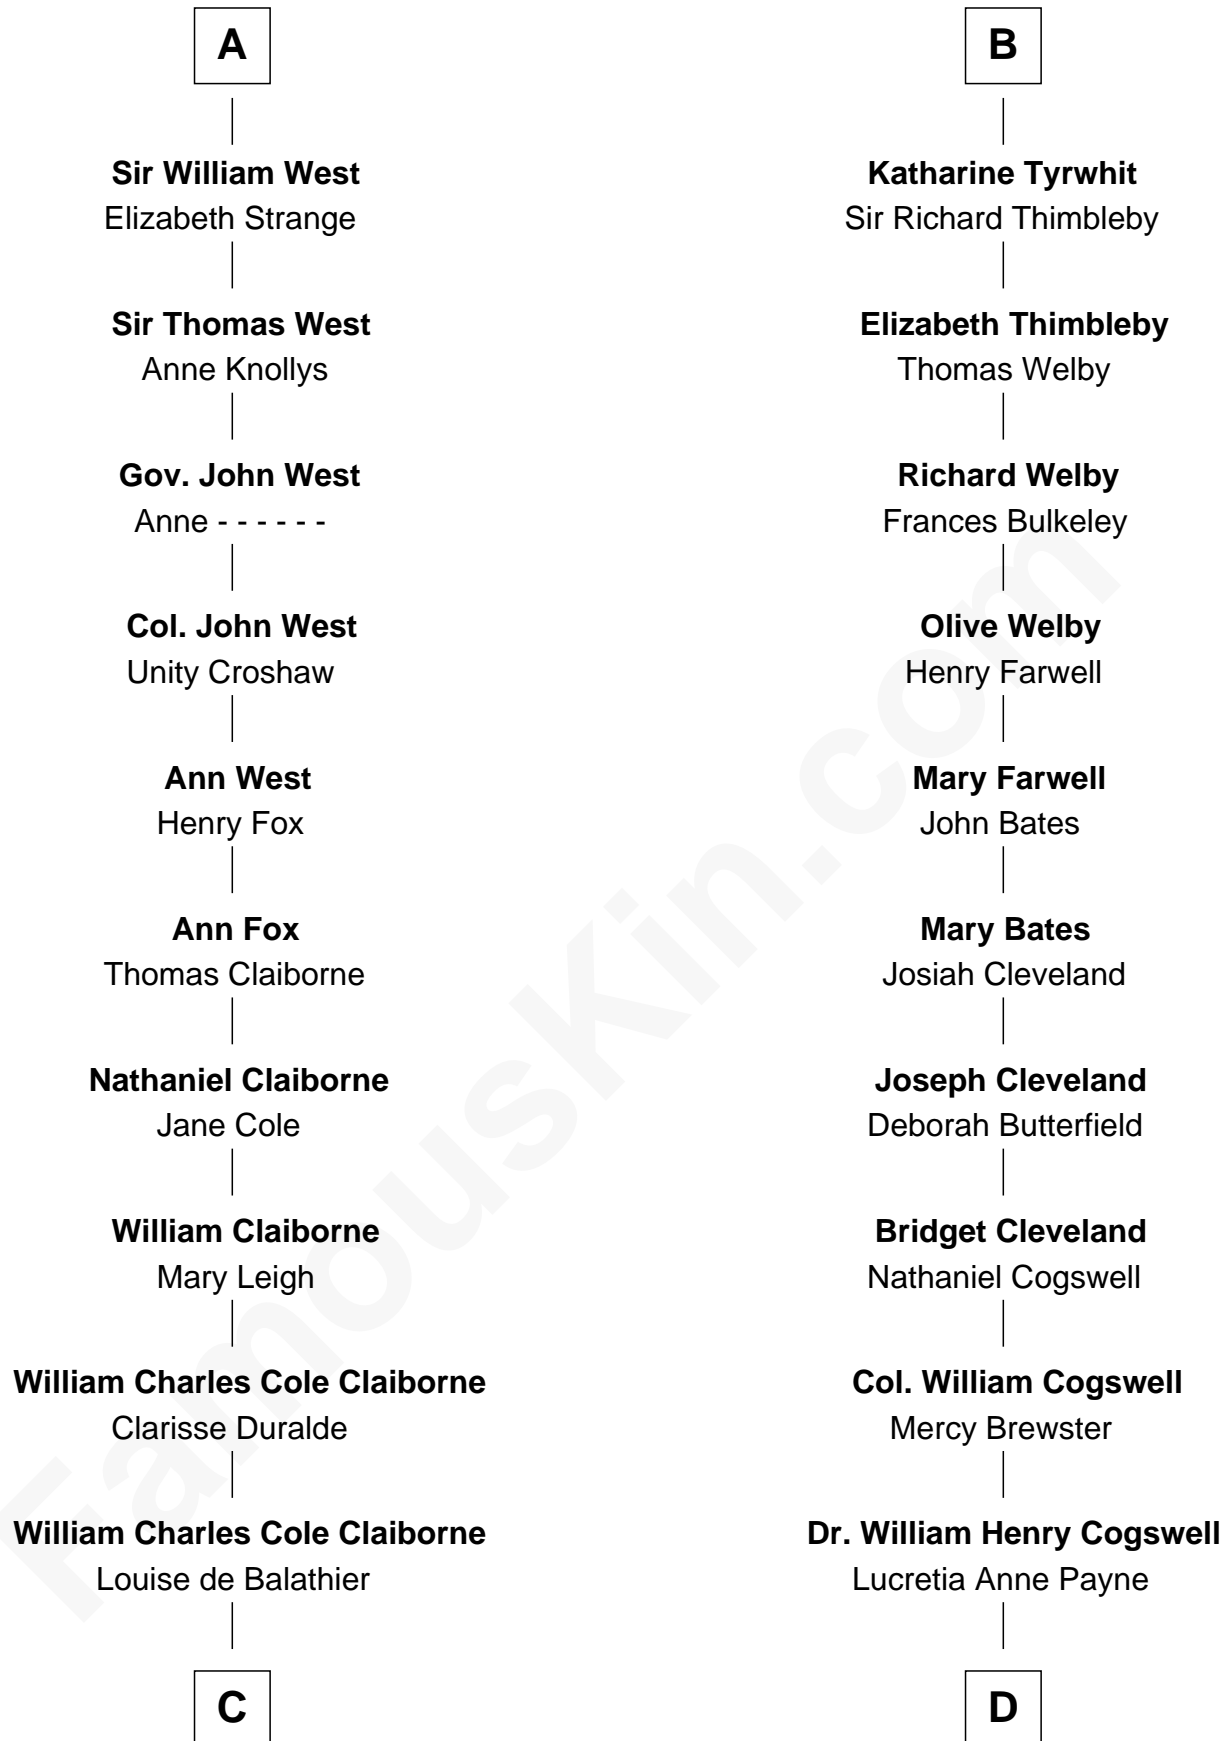 A
Sir William West
Elizabeth Strange
Sir Thomas West
Anne Knollys
Gov. John West
Anne - - - - - -
Col. John West
Unity Croshaw
Ann West
Henry Fox
Ann Fox
Thomas Claiborne
Nathaniel Claiborne
Jane Cole
William Claiborne
Mary Leigh
William Charles Cole Claiborne
Clarisse Duralde
William Charles Cole Claiborne
Louise de Balathier
C
B
Katharine Tyrwhit
Sir Richard Thimbleby
Elizabeth Thimbleby
Thomas Welby
Richard Welby
Frances Bulkeley
Olive Welby
Henry Farwell
Mary Farwell
John Bates
Mary Bates
Josiah Cleveland
Joseph Cleveland
Deborah Butterfield
Bridget Cleveland
Nathaniel Cogswell
Col. William Cogswell
Mercy Brewster
Dr. William Henry Cogswell
Lucretia Anne Payne
D
FamousKin.com